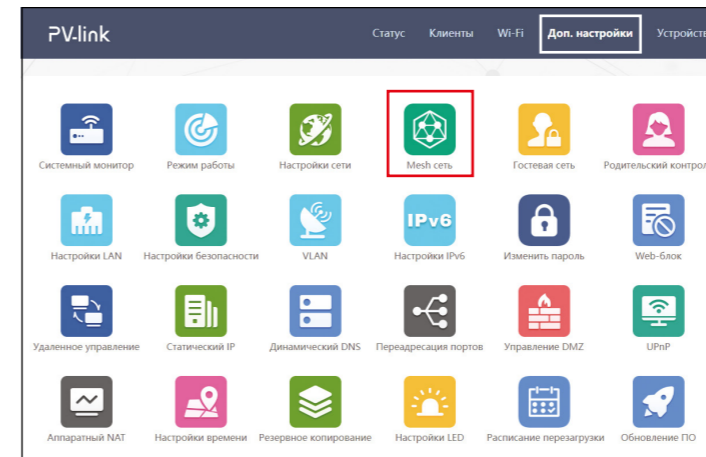 PV-link
Статус Клиенты Wi-Fi Доп. настройки Устройств
Системный монитор Режим работы Настройки сети Mesh сеть Гостевая сеть Родительский контрол
IPv6
Настройки LAN Настройки безопасности VLAN Настройки IPv6 Изменить пароль Web-блок
Удаленное управление Статический IP Динамический DNS Переадресация портов Управление DMZ UPnP
Аппаратный NAT Настройки времени Резервное копирование Настройки LED Расписание перезагрузки Обновление ПО